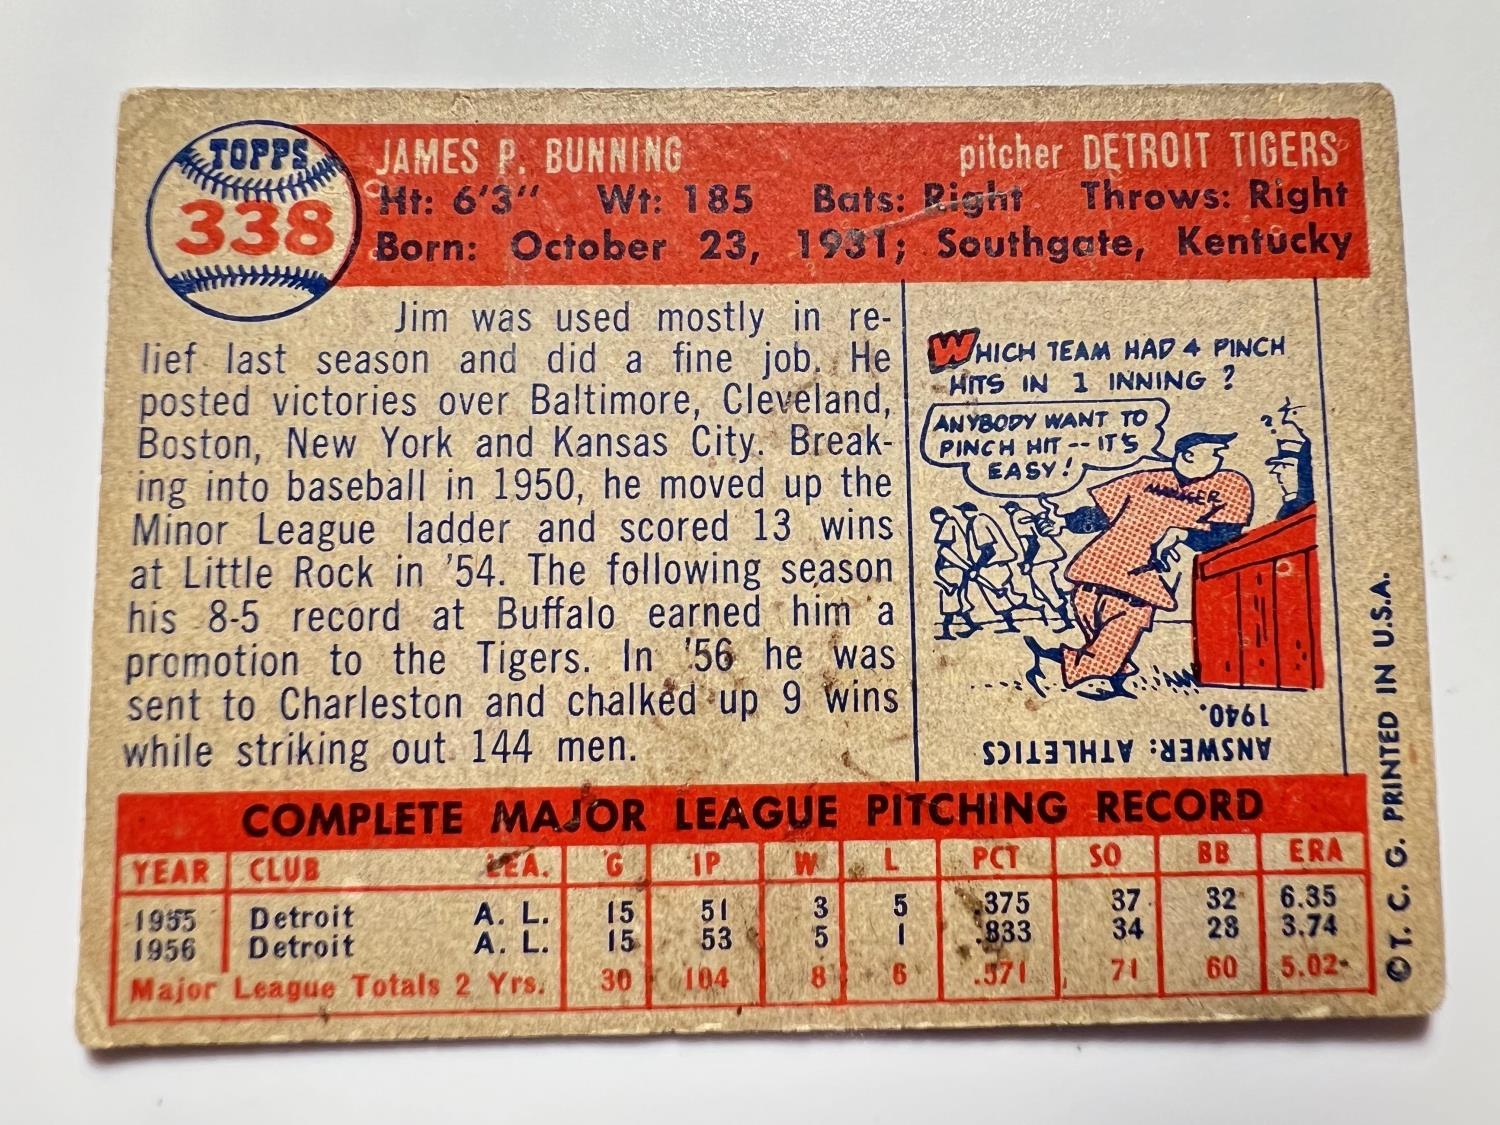 TOPPS
338
JAMES P. BUNNING pitcher DETROIT TIGERS
Ht: 6'3" Wt: 185 Bats: Right Throws: Right
Born: October 23, 1931; Southgate, Kentucky
Jim was used mostly in re-
lief last season and did a fine job. He
posted victories over Baltimore, Cleveland,
Boston, New York and Kansas City. Break-
ing into baseball in 1950, he moved up the
Minor League ladder and scored 13 wins
at Little Rock in '54. The following season
his 8-5 record at Buffalo earned him a
promotion to the Tigers. In '56 he was
sent to Charleston and chalked up 9 wins
while striking out 144 men.
WHICH TEAM HAD 4 PINCH
HITS IN 1 INNING ?
ANYBODY WANT TO
PINCH HIT -- IT'S
EASY!
MANAGER
? !
ANSWER: ATHLETICS
1940.
COMPLETE MAJOR LEAGUE PITCHING RECORD
YEAR CLUB LEA. G IP W L PCT SO BB ERA
1955 Detroit A. L. 15 51 3 5 .375 37 32 6.35
1956 Detroit A. L. 15 53 5 1 .833 34 28 3.74
Major League Totals 2 Yrs. 30 104 8 6 .571 71 60 5.02
© T. C. G. PRINTED IN U.S.A.